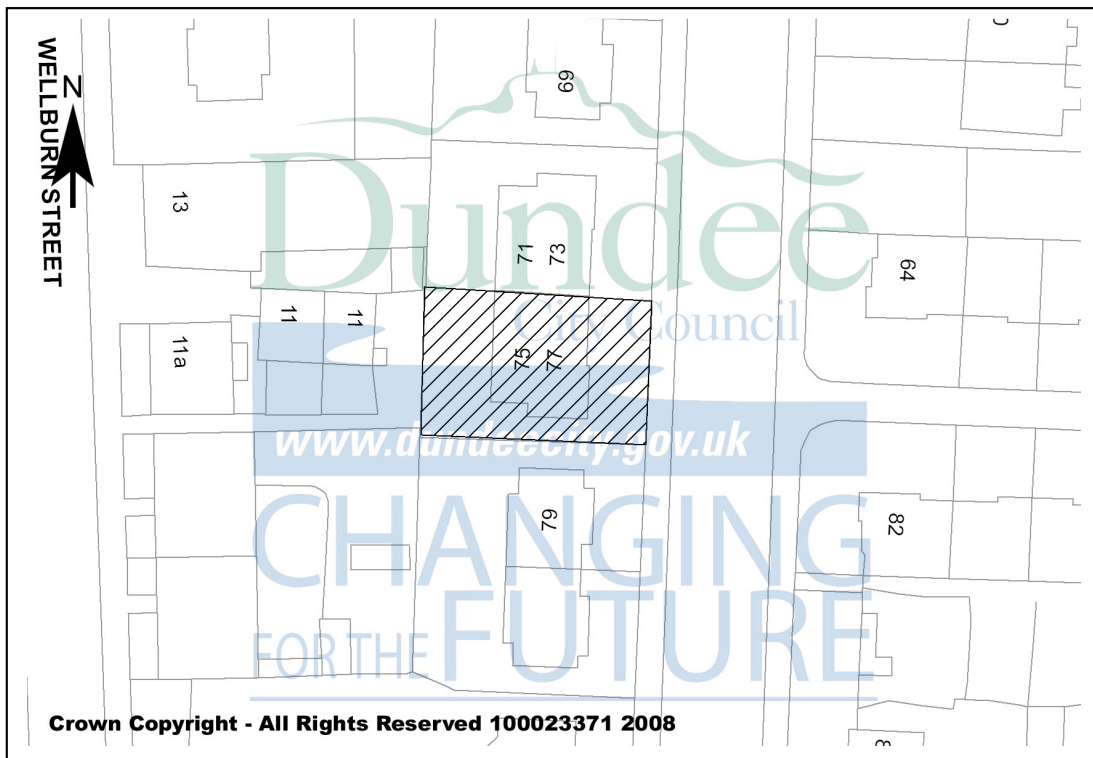 WELLBURN STREET
N
69
13
71
73
64
11
11
11a
75
77
79
82
Dundee
City Council
www.dundeecity.gov.uk
CHANGING
FOR THE FUTURE
Crown Copyright - All Rights Reserved 100023371 2008